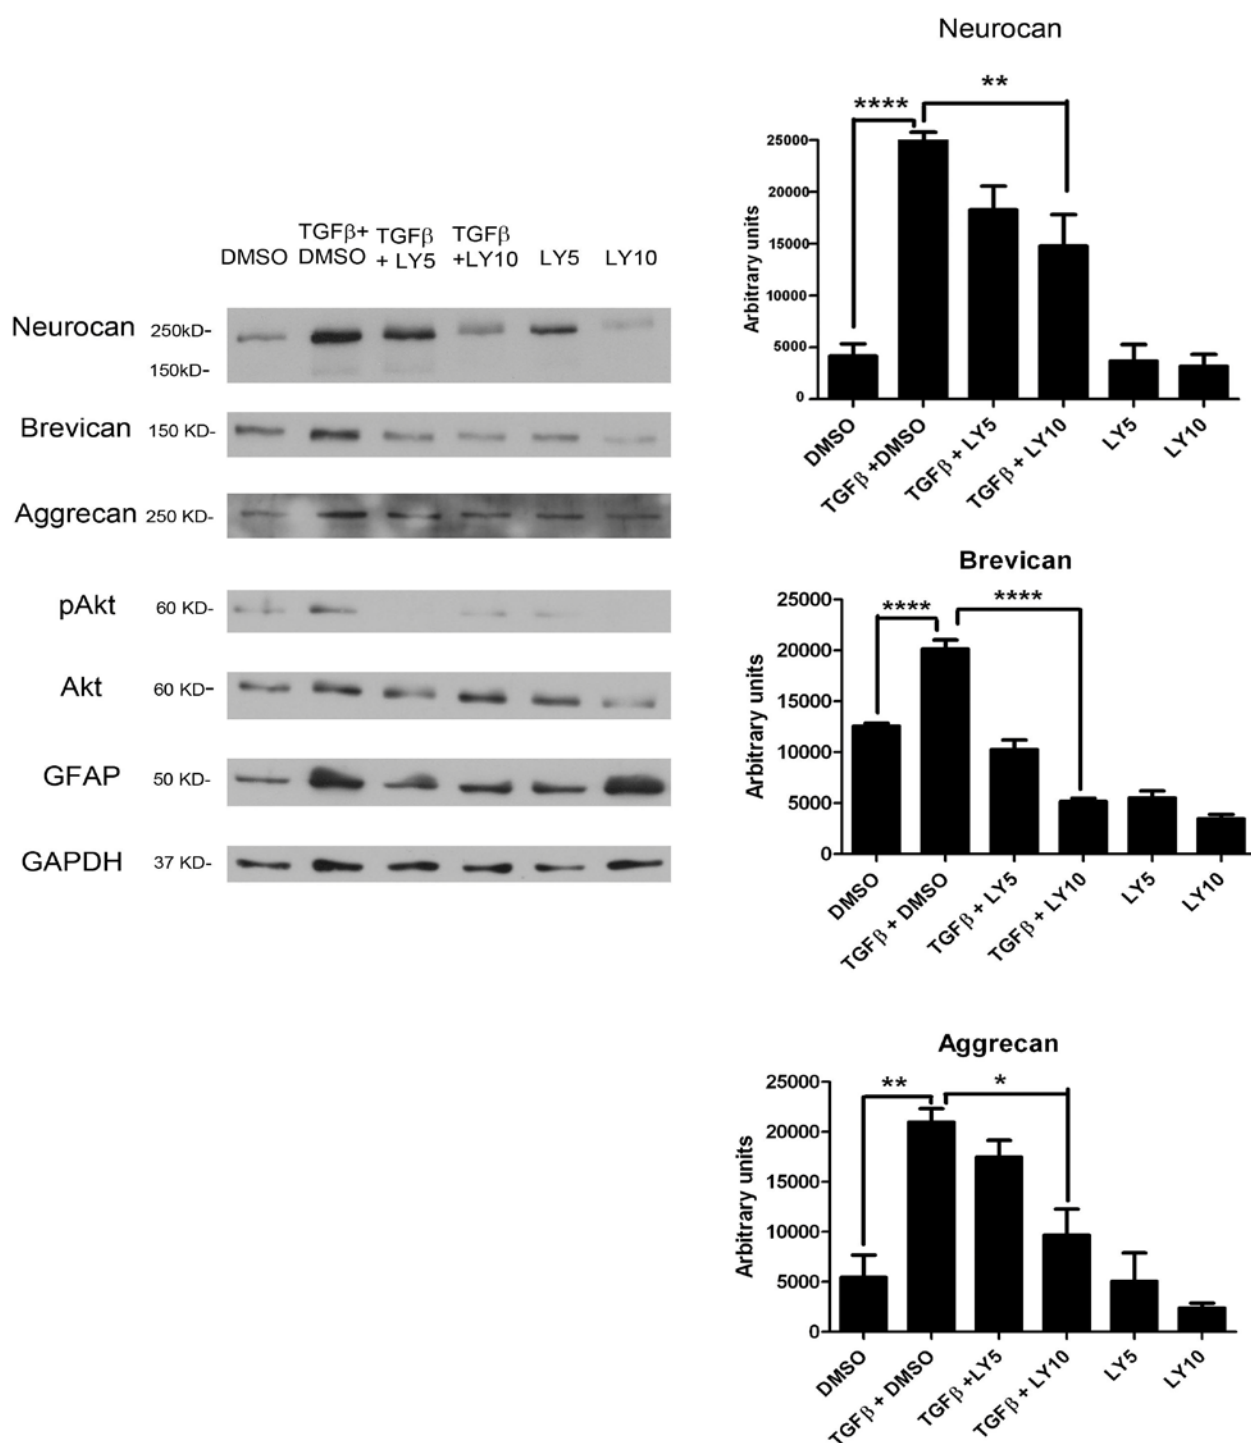 TGFβ+ TGFβ TGFβ
DMSO DMSO + LY5 +LY10 LY5 LY10
Neurocan 250kD-
150kD-
Brevican 150 KD-
Aggrecan 250 KD-
pAkt 60 KD-
Akt 60 KD-
GFAP 50 KD-
GAPDH 37 KD-
Neurocan
**** **
Arbitrary units
25000
20000
15000
10000
5000
0
DMSO
TGFβ +DMSO
TGFβ + LY5
TGFβ + LY10
LY5
LY10
Brevican
**** ****
Arbitrary units
25000
20000
15000
10000
5000
0
DMSO
TGFβ + DMSO
TGFβ + LY5
TGFβ + LY10
LY5
LY10
Aggrecan
** *
Arbitrary units
25000
20000
15000
10000
5000
0
DMSO
TGFβ + DMSO
TGFβ +LY5
TGFβ + LY10
LY5
LY10